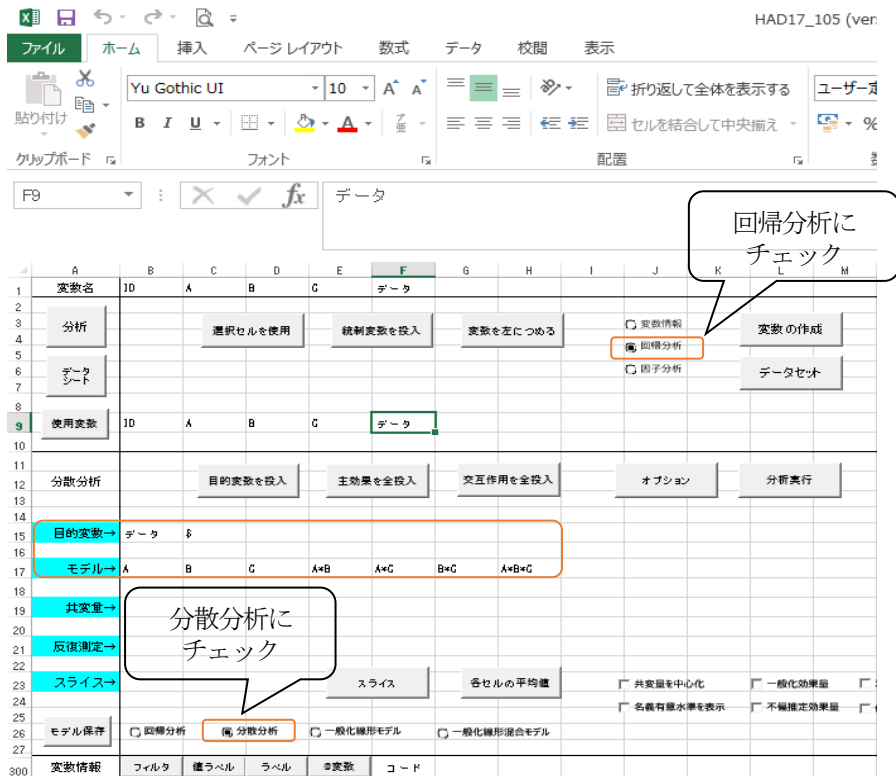 HAD17_105 (ver
ファイル ホーム 挿入 ページ レイアウト 数式 データ 校閲 表示
Yu Gothic UI 10 A A 折り返して全体を表示する ユーザー定
貼り付け B I U A セルを結合して中央揃え %
クリップボード フォント 配置
F9 fx データ
回帰分析に
チェック
A B C D E F G H I J K L M
1 変数名 ID A B C データ
2
3 分析 選択セルを使用 統制変数を投入 変数を左につめる 変数情報 変数の作成
4
5 回帰分析
6 データシート 因子分析 データセット
7
8
9 使用変数 ID A B C データ
10
11
12 分散分析 目的変数を投入 主効果を全投入 交互作用を全投入 オプション 分析実行
13
14
15 目的変数→ データ $
16
17 モデル→ A B C A*B A*C B*C A*B*C
18
19 共変量→
分散分析に
チェック
20
21 反復測定→
22
23 スライス→ スライス 各セルの平均値 共変量を中心化 一般化効果量
24
25 名義有意水準を表示 不偏推定効果量
26 モデル保存 回帰分析 分散分析 一般化線形モデル 一般化線形混合モデル
27
300 変数情報 フィルタ 値ラベル ラベル @変数 コード